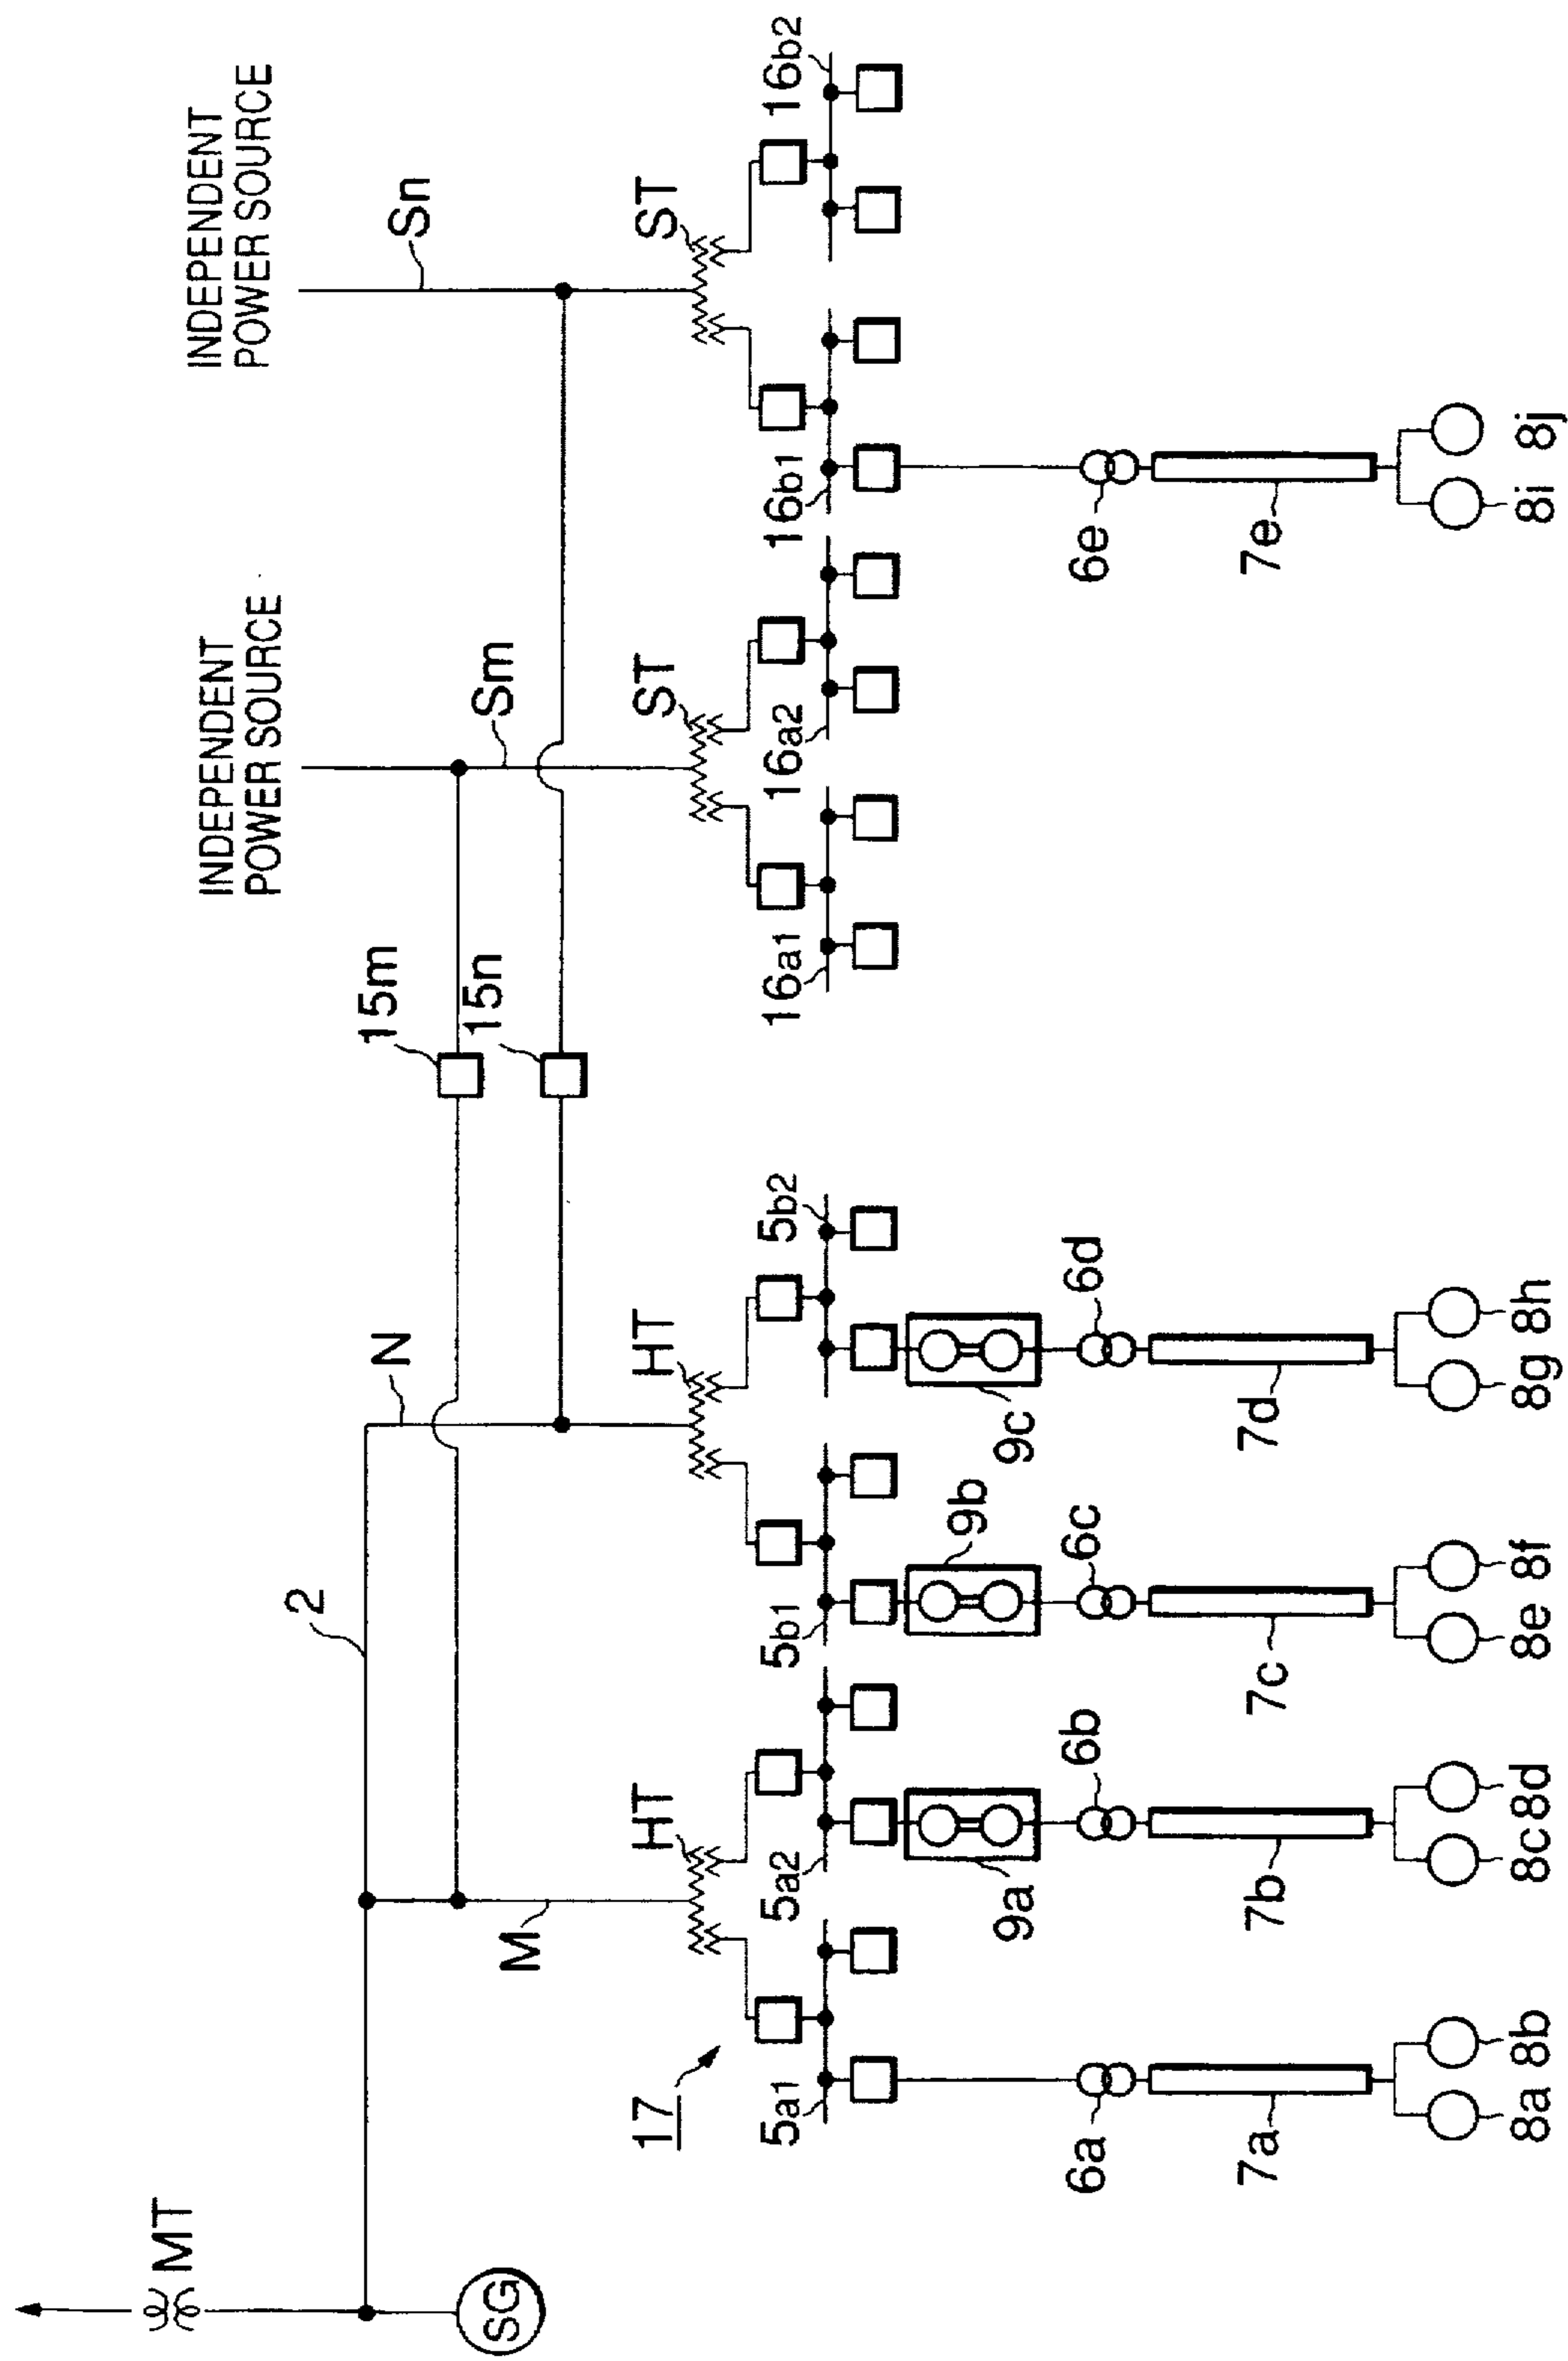 MT
SG
2
M
N
15m
15n
INDEPENDENT
POWER SOURCE
INDEPENDENT
POWER SOURCE
Sm
Sn
17
HT
HT
ST
ST
5a1
5a2
5b1
5b2
16a1
16a2
16b1
16b2
9a
9b
9c
6a
6b
6c
6d
6e
7a
7b
7c
7d
7e
8a 8b
8c 8d
8e 8f
8g 8h
8i 8j